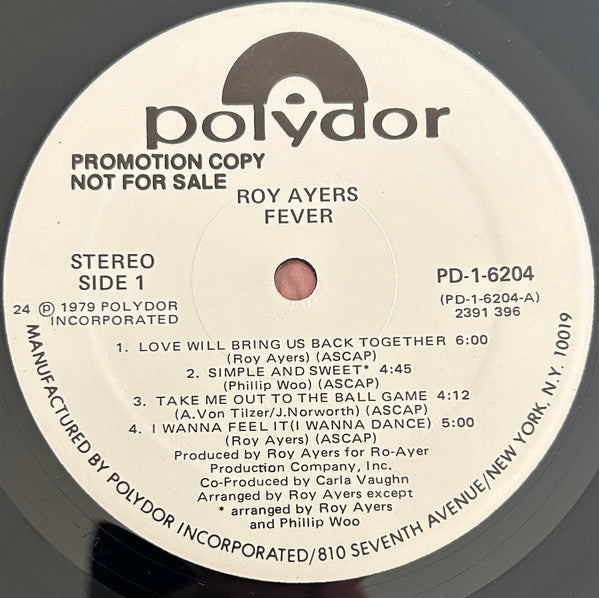 polydor
PROMOTION COPY
NOT FOR SALE
ROY AYERS
FEVER
STEREO
SIDE 1
PD-1-6204
24 Ⓟ 1979 POLYDOR
INCORPORATED
(PD-1-6204-A)
2391 396
1. LOVE WILL BRING US BACK TOGETHER 6:00
(Roy Ayers) (ASCAP)
2. SIMPLE AND SWEET* 4:45
(Phillip Woo) (ASCAP)
3. TAKE ME OUT TO THE BALL GAME 4:12
(A.Von Tilzer/J.Norworth) (ASCAP)
4. I WANNA FEEL IT(I WANNA DANCE) 5:00
(Roy Ayers) (ASCAP)
Produced by Roy Ayers for Ro-Ayer
Production Company, Inc.
Co-Produced by Carla Vaughn
Arranged by Roy Ayers except
* arranged by Roy Ayers
and Phillip Woo
MANUFACTURED BY POLYDOR INCORPORATED/810 SEVENTH AVENUE/NEW YORK, N.Y. 10019